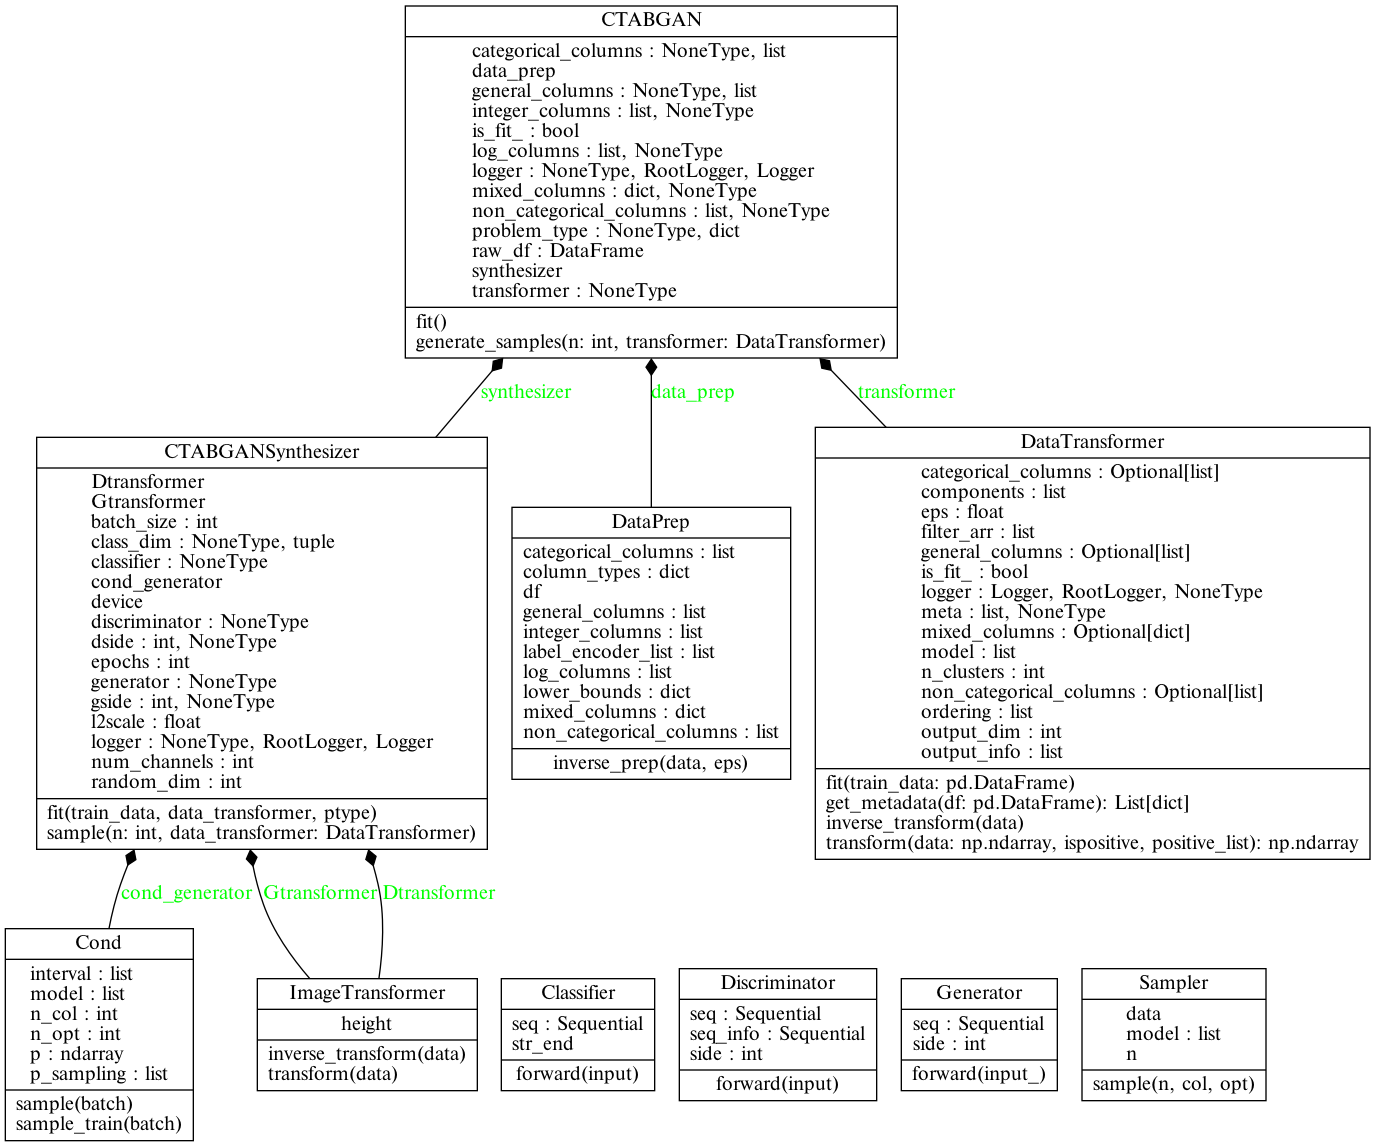 CTABGAN
categorical_columns : NoneType, list
data_prep
general_columns : NoneType, list
integer_columns : list, NoneType
is_fit_ : bool
log_columns : list, NoneType
logger : NoneType, RootLogger, Logger
mixed_columns : dict, NoneType
non_categorical_columns : list, NoneType
problem_type : NoneType, dict
raw_df : DataFrame
synthesizer
transformer : NoneType
fit()
generate_samples(n: int, transformer: DataTransformer)
synthesizer
data_prep
transformer
CTABGANSynthesizer
Dtransformer
Gtransformer
batch_size : int
class_dim : NoneType, tuple
classifier : NoneType
cond_generator
device
discriminator : NoneType
dside : int, NoneType
epochs : int
generator : NoneType
gside : int, NoneType
l2scale : float
logger : NoneType, RootLogger, Logger
num_channels : int
random_dim : int
fit(train_data, data_transformer, ptype)
sample(n: int, data_transformer: DataTransformer)
DataPrep
categorical_columns : list
column_types : dict
df
general_columns : list
integer_columns : list
label_encoder_list : list
log_columns : list
lower_bounds : dict
mixed_columns : dict
non_categorical_columns : list
inverse_prep(data, eps)
DataTransformer
categorical_columns : Optional[list]
components : list
eps : float
filter_arr : list
general_columns : Optional[list]
is_fit_ : bool
logger : Logger, RootLogger, NoneType
meta : list, NoneType
mixed_columns : Optional[dict]
model : list
n_clusters : int
non_categorical_columns : Optional[list]
ordering : list
output_dim : int
output_info : list
fit(train_data: pd.DataFrame)
get_metadata(df: pd.DataFrame): List[dict]
inverse_transform(data)
transform(data: np.ndarray, ispositive, positive_list): np.ndarray
cond_generator
Gtransformer
Dtransformer
Cond
interval : list
model : list
n_col : int
n_opt : int
p : ndarray
p_sampling : list
sample(batch)
sample_train(batch)
ImageTransformer
height
inverse_transform(data)
transform(data)
Classifier
seq : Sequential
str_end
forward(input)
Discriminator
seq : Sequential
seq_info : Sequential
side : int
forward(input)
Generator
seq : Sequential
side : int
forward(input_)
Sampler
data
model : list
n
sample(n, col, opt)